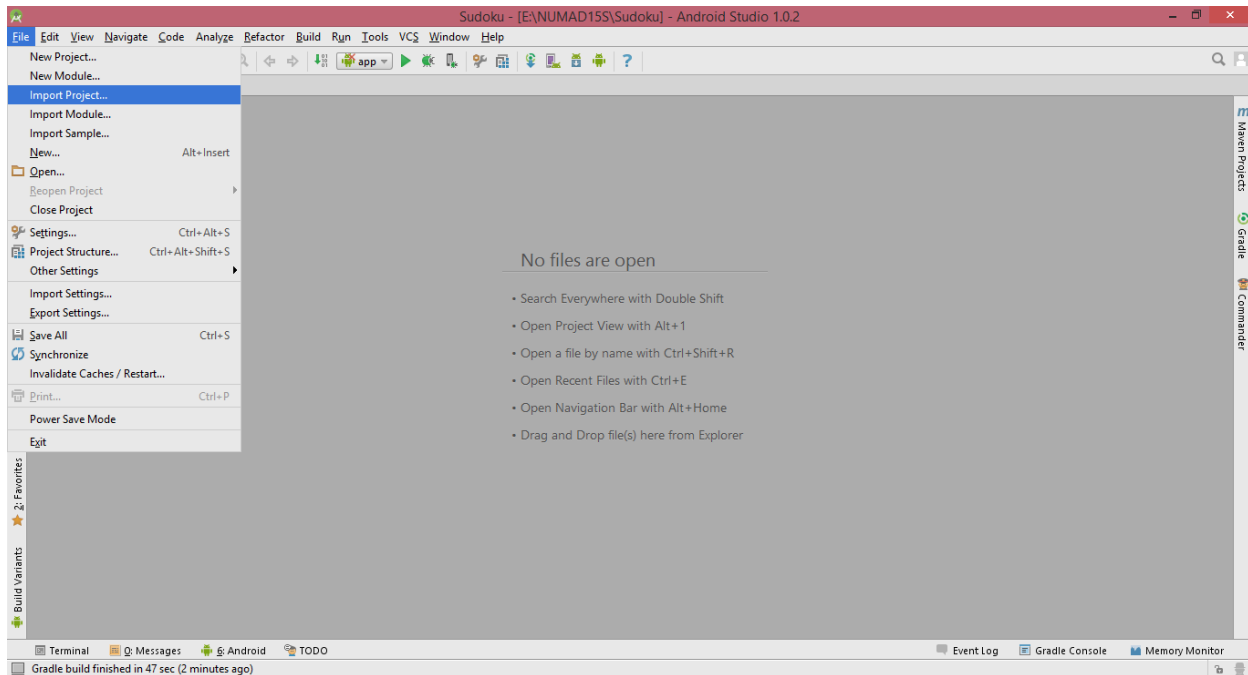 Sudoku - [E:\NUMAD15S\Sudoku] - Android Studio 1.0.2
File Edit View Navigate Code Analyze Refactor Build Run Tools VCS Window Help
app
New Project...
New Module...
Import Project...
Import Module...
Import Sample...
New... Alt+Insert
Open...
Reopen Project
Close Project
Settings... Ctrl+Alt+S
Project Structure... Ctrl+Alt+Shift+S
Other Settings
Import Settings...
Export Settings...
Save All Ctrl+S
Synchronize
Invalidate Caches / Restart...
Print... Ctrl+P
Power Save Mode
Exit
No files are open
• Search Everywhere with Double Shift
• Open Project View with Alt+1
• Open a file by name with Ctrl+Shift+R
• Open Recent Files with Ctrl+E
• Open Navigation Bar with Alt+Home
• Drag and Drop file(s) here from Explorer
m Maven Projects
Gradle
Commander
2: Favorites
Build Variants
Terminal 0: Messages 6: Android TODO Event Log Gradle Console Memory Monitor
Gradle build finished in 47 sec (2 minutes ago)